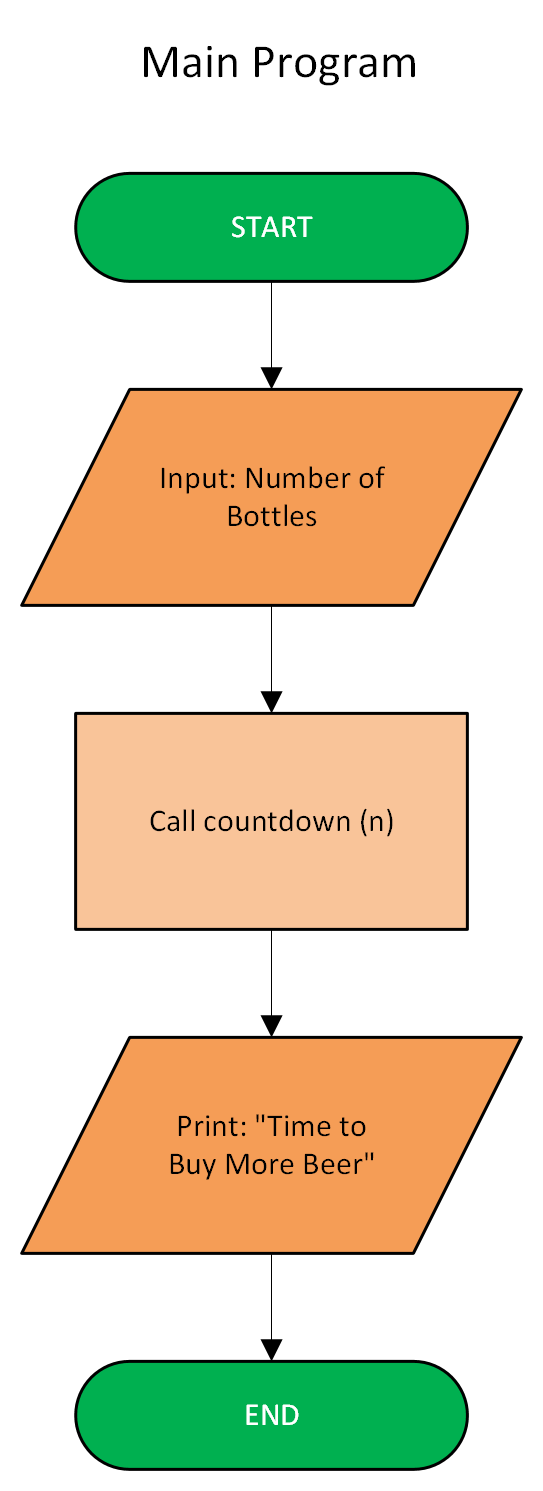 Main Program
START
Input: Number of
Bottles
Call countdown (n)
Print: "Time to
Buy More Beer"
END